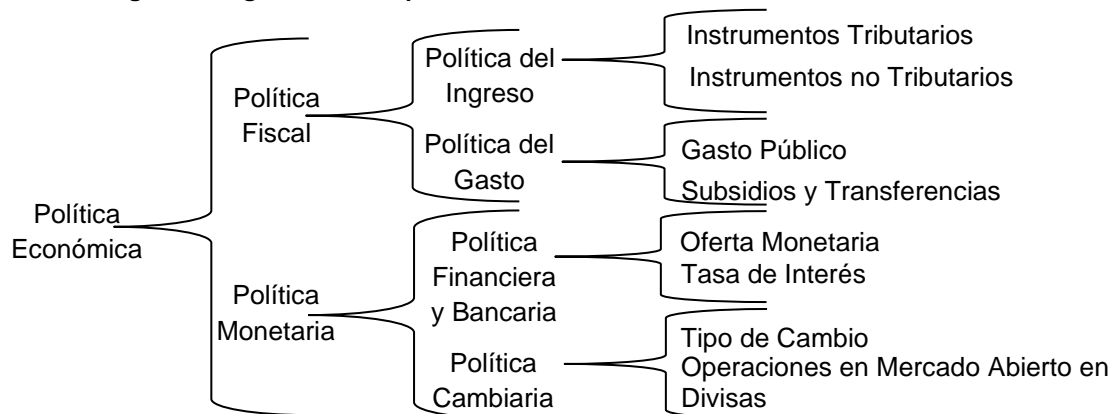 Política
Económica
Política
Fiscal
Política del
Ingreso
Instrumentos Tributarios
Instrumentos no Tributarios
Política del
Gasto
Gasto Público
Subsidios y Transferencias
Política
Monetaria
Política
Financiera
y Bancaria
Oferta Monetaria
Tasa de Interés
Política
Cambiaria
Tipo de Cambio
Operaciones en Mercado Abierto en
Divisas